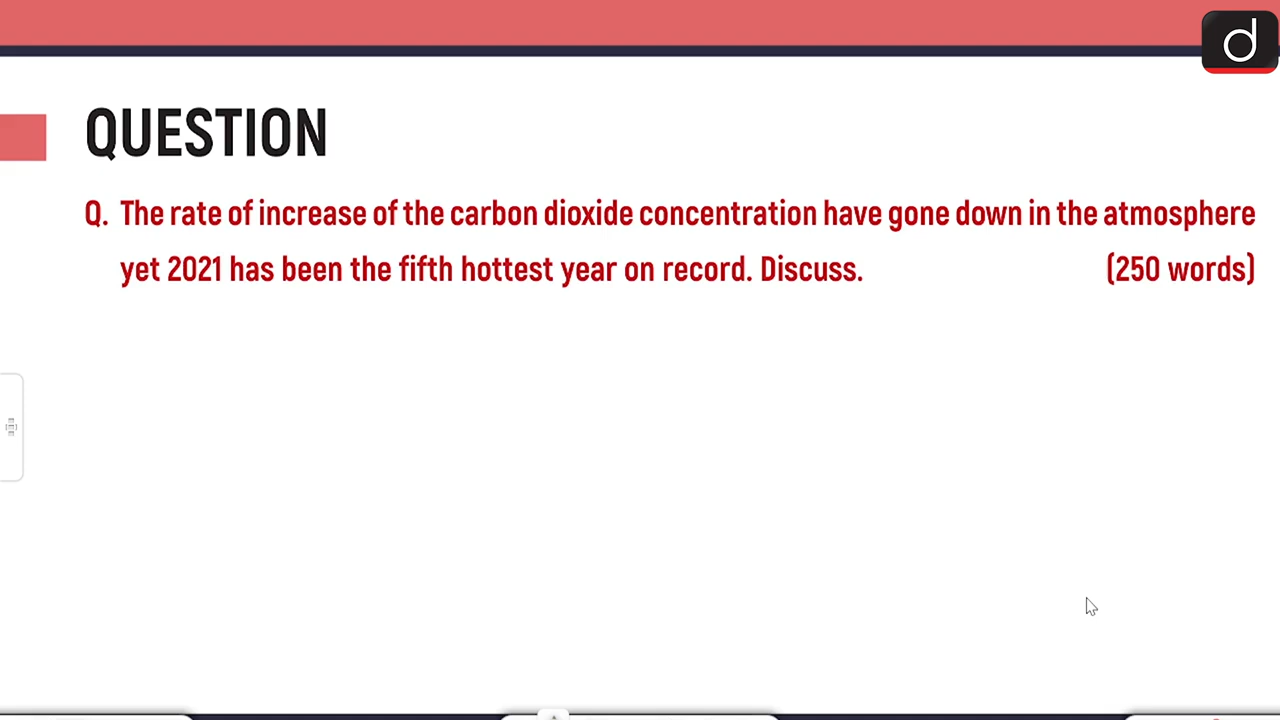 d
QUESTION
Q. The rate of increase of the carbon dioxide concentration have gone down in the atmosphere
yet 2021 has been the fifth hottest year on record. Discuss. (250 words)